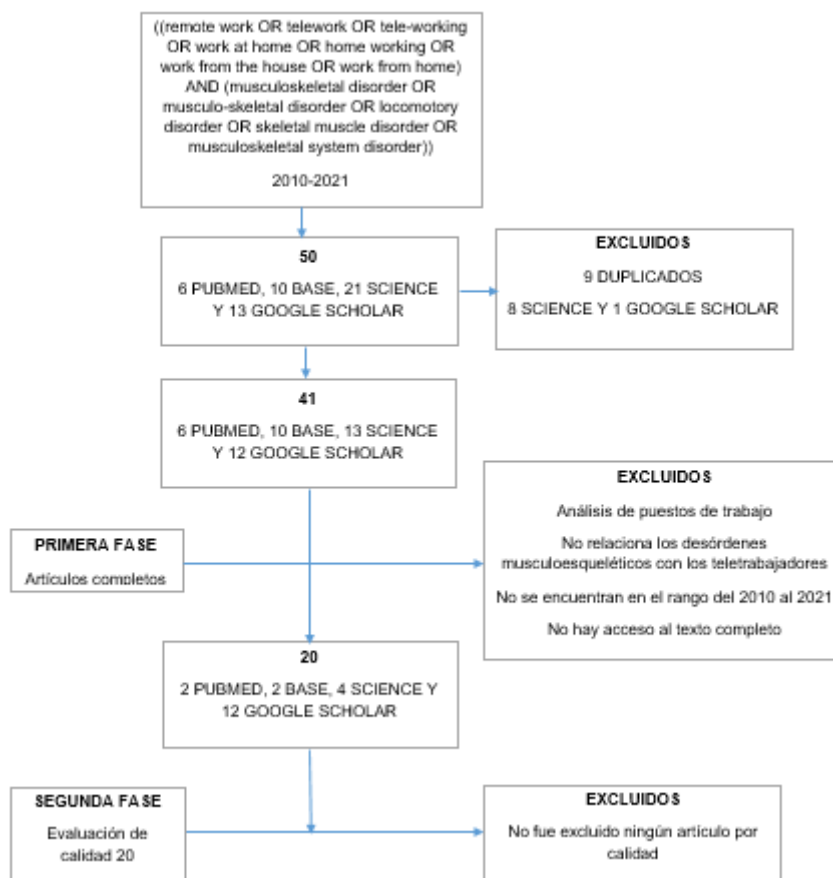 ((remote work OR telework OR tele-working
OR work at home OR home working OR
work from the house OR work from home)
AND (musculoskeletal disorder OR
musculo-skeletal disorder OR locomotory
disorder OR skeletal muscle disorder OR
musculoskeletal system disorder))
2010-2021
50
6 PUBMED, 10 BASE, 21 SCIENCE
Y 13 GOOGLE SCHOLAR
EXCLUIDOS
9 DUPLICADOS
8 SCIENCE Y 1 GOOGLE SCHOLAR
41
6 PUBMED, 10 BASE, 13 SCIENCE
Y 12 GOOGLE SCHOLAR
PRIMERA FASE
Artículos completos
EXCLUIDOS
Análisis de puestos de trabajo
No relaciona los desórdenes
musculoesqueléticos con los teletrabajadores
No se encuentran en el rango del 2010 al 2021
No hay acceso al texto completo
20
2 PUBMED, 2 BASE, 4 SCIENCE Y
12 GOOGLE SCHOLAR
SEGUNDA FASE
Evaluación de
calidad 20
EXCLUIDOS
No fue excluido ningún artículo por
calidad